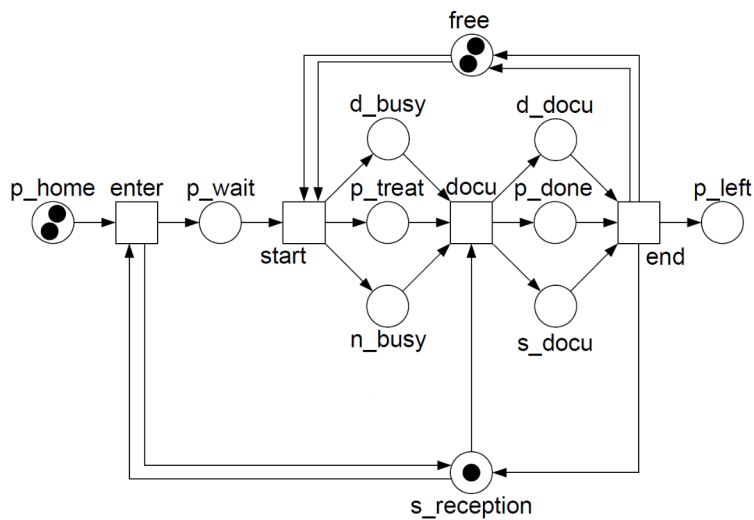 free
d_busy
d_docu
p_home
enter
p_wait
p_treat
docu
p_done
p_left
start
end
n_busy
s_docu
s_reception